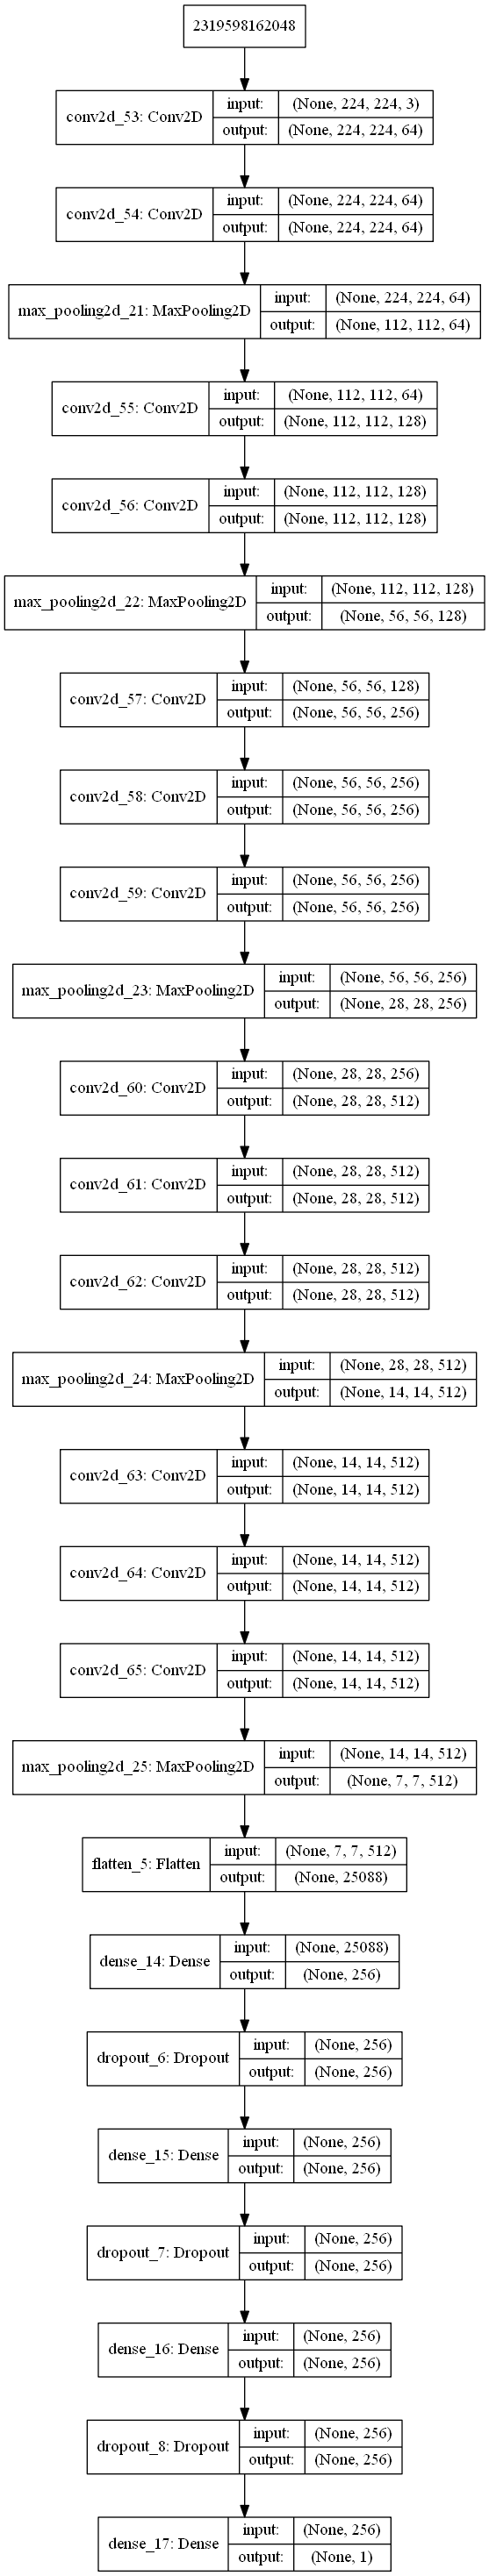 2319598162048
conv2d_53: Conv2D
input: (None, 224, 224, 3)
output: (None, 224, 224, 64)
conv2d_54: Conv2D
input: (None, 224, 224, 64)
output: (None, 224, 224, 64)
max_pooling2d_21: MaxPooling2D
input: (None, 224, 224, 64)
output: (None, 112, 112, 64)
conv2d_55: Conv2D
input: (None, 112, 112, 64)
output: (None, 112, 112, 128)
conv2d_56: Conv2D
input: (None, 112, 112, 128)
output: (None, 112, 112, 128)
max_pooling2d_22: MaxPooling2D
input: (None, 112, 112, 128)
output: (None, 56, 56, 128)
conv2d_57: Conv2D
input: (None, 56, 56, 128)
output: (None, 56, 56, 256)
conv2d_58: Conv2D
input: (None, 56, 56, 256)
output: (None, 56, 56, 256)
conv2d_59: Conv2D
input: (None, 56, 56, 256)
output: (None, 56, 56, 256)
max_pooling2d_23: MaxPooling2D
input: (None, 56, 56, 256)
output: (None, 28, 28, 256)
conv2d_60: Conv2D
input: (None, 28, 28, 256)
output: (None, 28, 28, 512)
conv2d_61: Conv2D
input: (None, 28, 28, 512)
output: (None, 28, 28, 512)
conv2d_62: Conv2D
input: (None, 28, 28, 512)
output: (None, 28, 28, 512)
max_pooling2d_24: MaxPooling2D
input: (None, 28, 28, 512)
output: (None, 14, 14, 512)
conv2d_63: Conv2D
input: (None, 14, 14, 512)
output: (None, 14, 14, 512)
conv2d_64: Conv2D
input: (None, 14, 14, 512)
output: (None, 14, 14, 512)
conv2d_65: Conv2D
input: (None, 14, 14, 512)
output: (None, 14, 14, 512)
max_pooling2d_25: MaxPooling2D
input: (None, 14, 14, 512)
output: (None, 7, 7, 512)
flatten_5: Flatten
input: (None, 7, 7, 512)
output: (None, 25088)
dense_14: Dense
input: (None, 25088)
output: (None, 256)
dropout_6: Dropout
input: (None, 256)
output: (None, 256)
dense_15: Dense
input: (None, 256)
output: (None, 256)
dropout_7: Dropout
input: (None, 256)
output: (None, 256)
dense_16: Dense
input: (None, 256)
output: (None, 256)
dropout_8: Dropout
input: (None, 256)
output: (None, 256)
dense_17: Dense
input: (None, 256)
output: (None, 1)